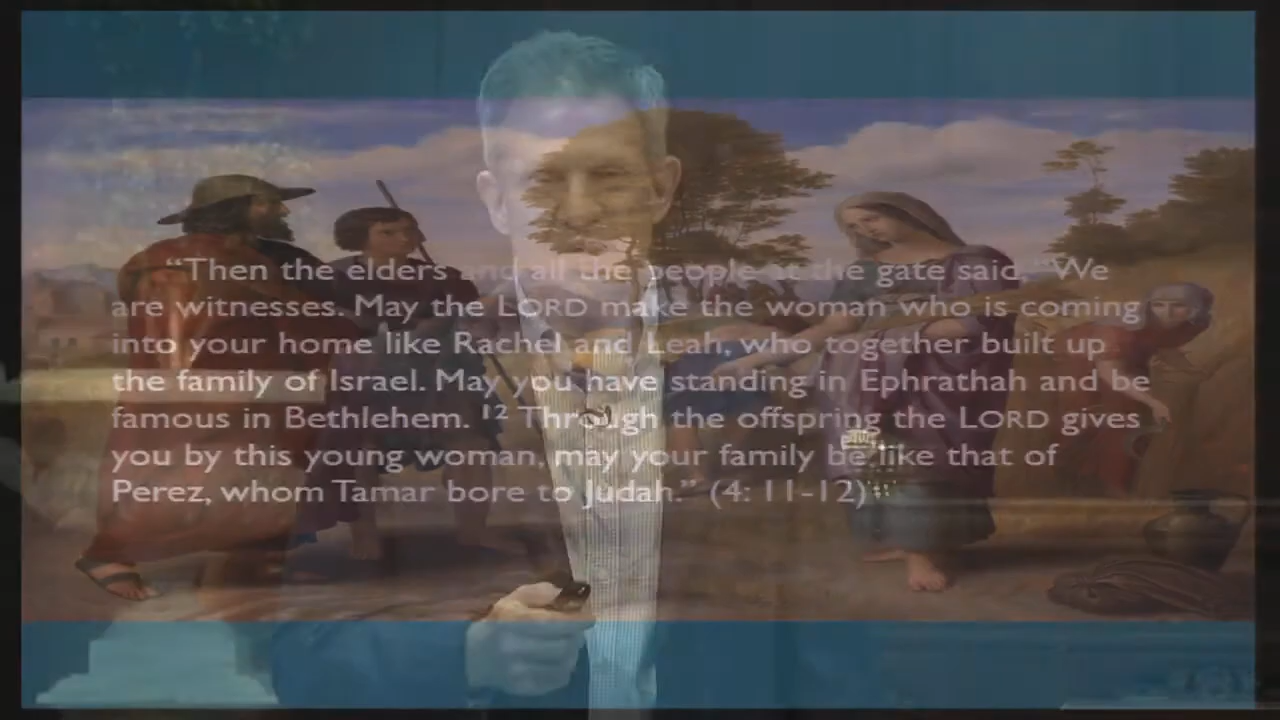 “Then the elders and all the people at the gate said, “We
are witnesses. May the LORD make the woman who is coming
into your home like Rachel and Leah, who together built up
the family of Israel. May you have standing in Ephrathah and be
famous in Bethlehem. ¹² Through the offspring the LORD gives
you by this young woman, may your family be like that of
Perez, whom Tamar bore to Judah.” (4: 11-12)